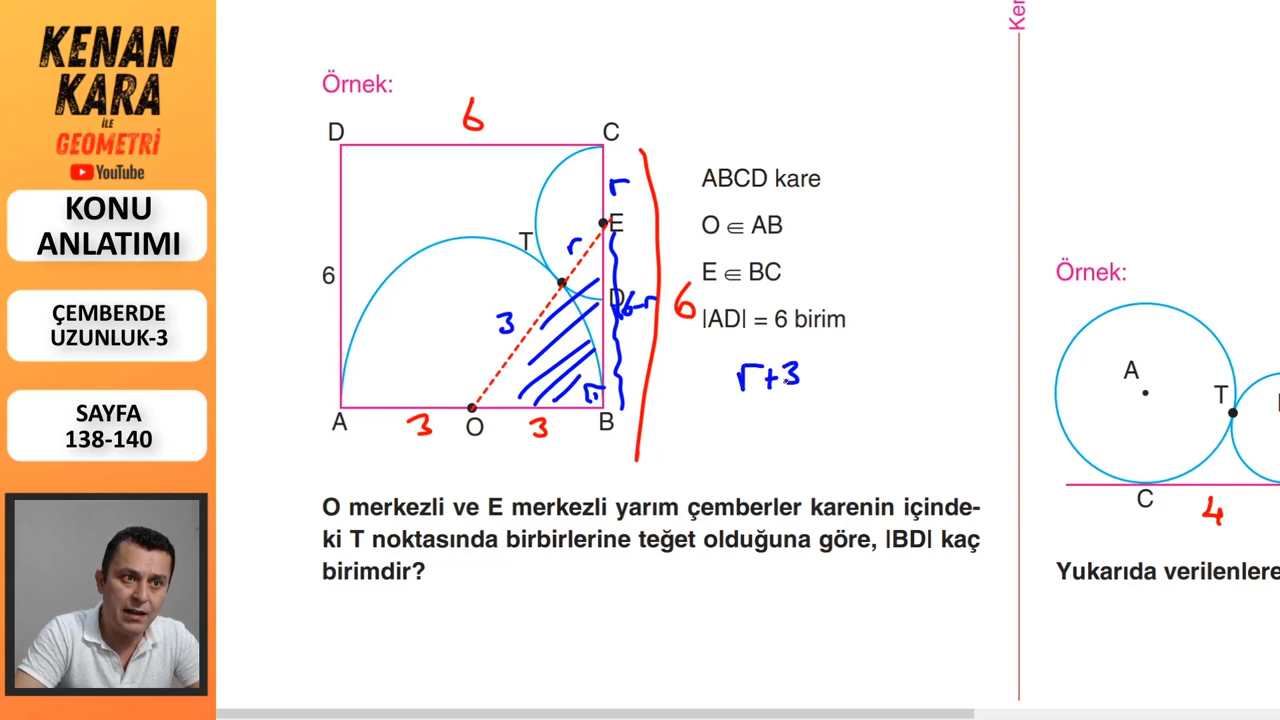 KENAN
KARA
İLE
GEOMETRİ
YouTube
KONU
ANLATIMI
ÇEMBERDE
UZUNLUK-3
SAYFA
138-140
Örnek:
6
D
C
r
E
T
r
6
3
D
6-r
6
A
3
O
3
B
ABCD kare
O ∈ AB
E ∈ BC
|AD| = 6 birim
r+3
O merkezli ve E merkezli yarım çemberler karenin içinde-
ki T noktasında birbirlerine teğet olduğuna göre, |BD| kaç
birimdir?
Ker
Örnek:
A
T
C
4
Yukarıda verilenlere